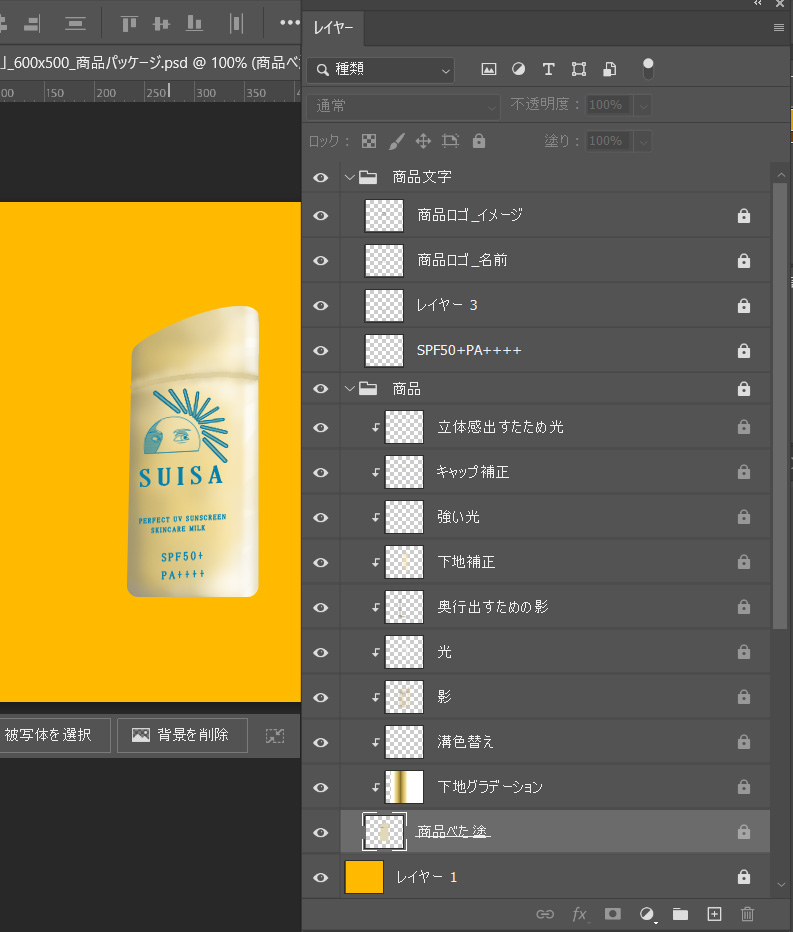 レイヤー
」_600x500_商品パッケージ.psd @ 100% (商品べ
種類
00 150 200 250 300 350 4
通常 不透明度： 100%
ロック： 塗り： 100%
商品文字
商品ロゴ_イメージ
商品ロゴ_名前
レイヤー 3
SPF50+PA++++
商品
立体感出すたため光
キャップ補正
強い光
下地補正
奥行出すための影
光
影
溝色替え
下地グラデーション
商品べた塗
レイヤー 1
fx
SUISA
PERFECT UV SUNSCREEN
SKINCARE MILK
SPF50+
PA++++
被写体を選択 背景を削除